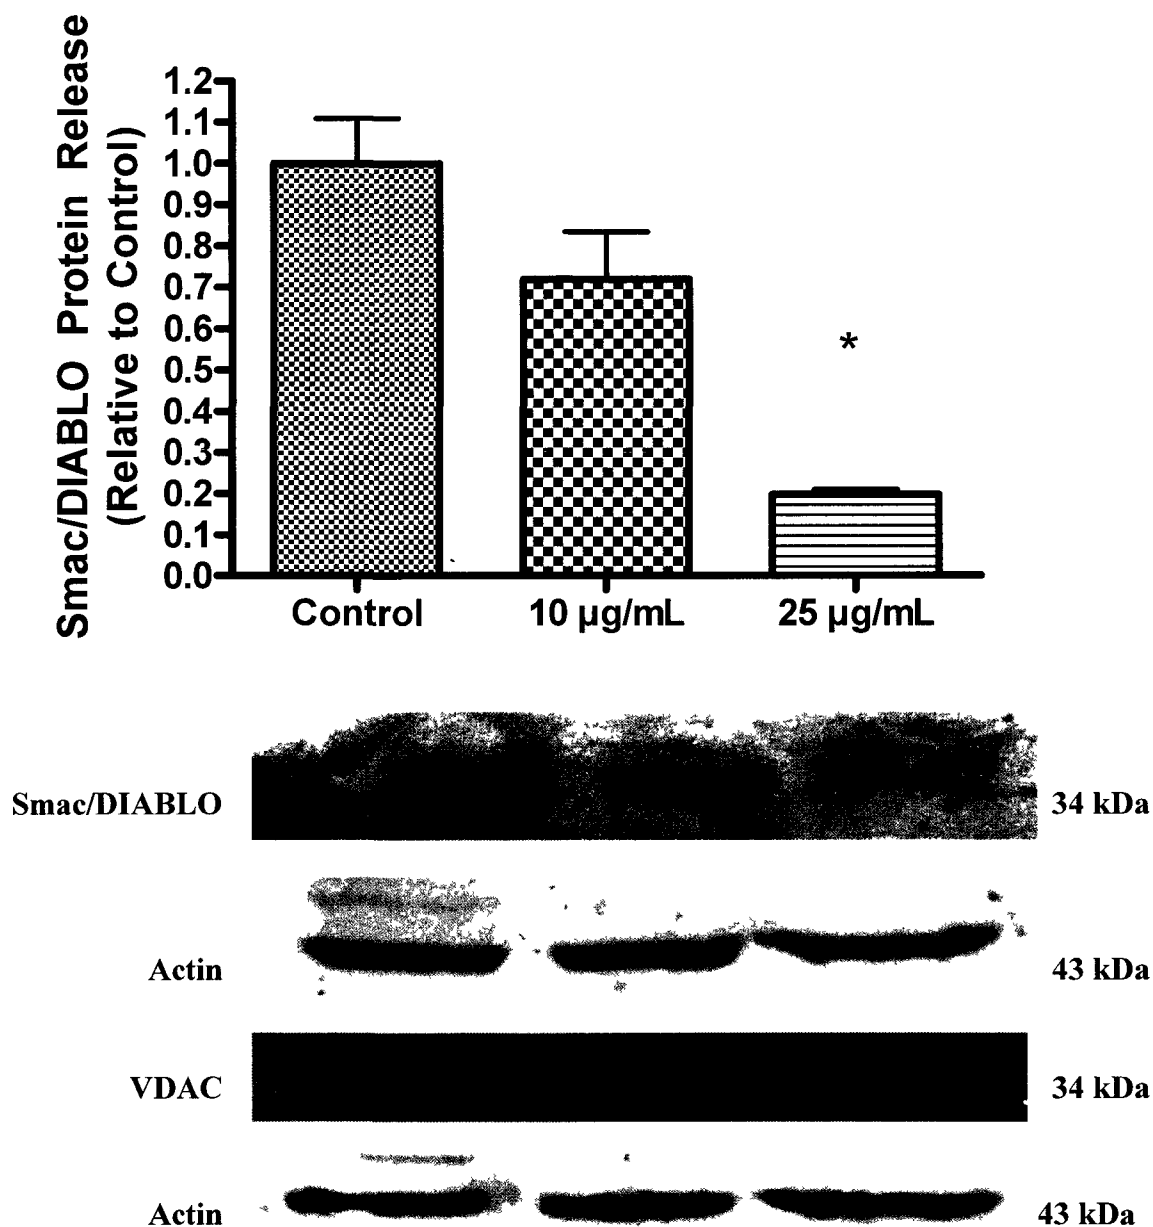 Smac/DIABLO Protein Release
(Relative to Control)
1.2
1.1
1.0
0.9
0.8
0.7
0.6
0.5
0.4
0.3
0.2
0.1
0.0
*
Control 10 µg/mL 25 µg/mL
Smac/DIABLO 34 kDa
Actin 43 kDa
VDAC 34 kDa
Actin 43 kDa